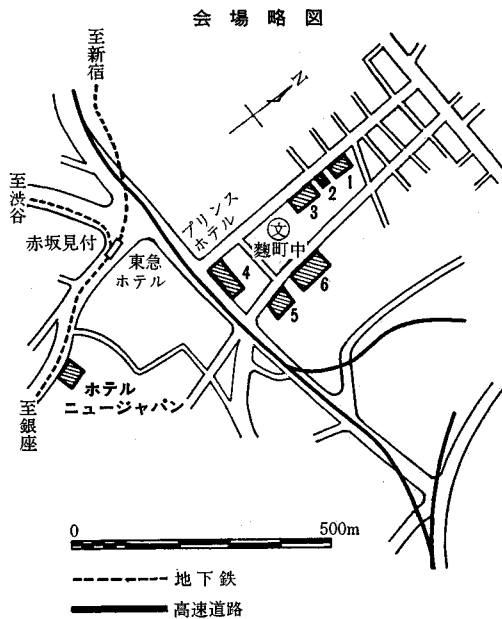 会場略図
至新宿
N
至渋谷
プリンス
ホテル
1
2
3
文
麴町中
赤坂見付
東急
ホテル
4
6
5
ホテル
ニュージャパン
至銀座
0 500m
地下鉄
高速道路